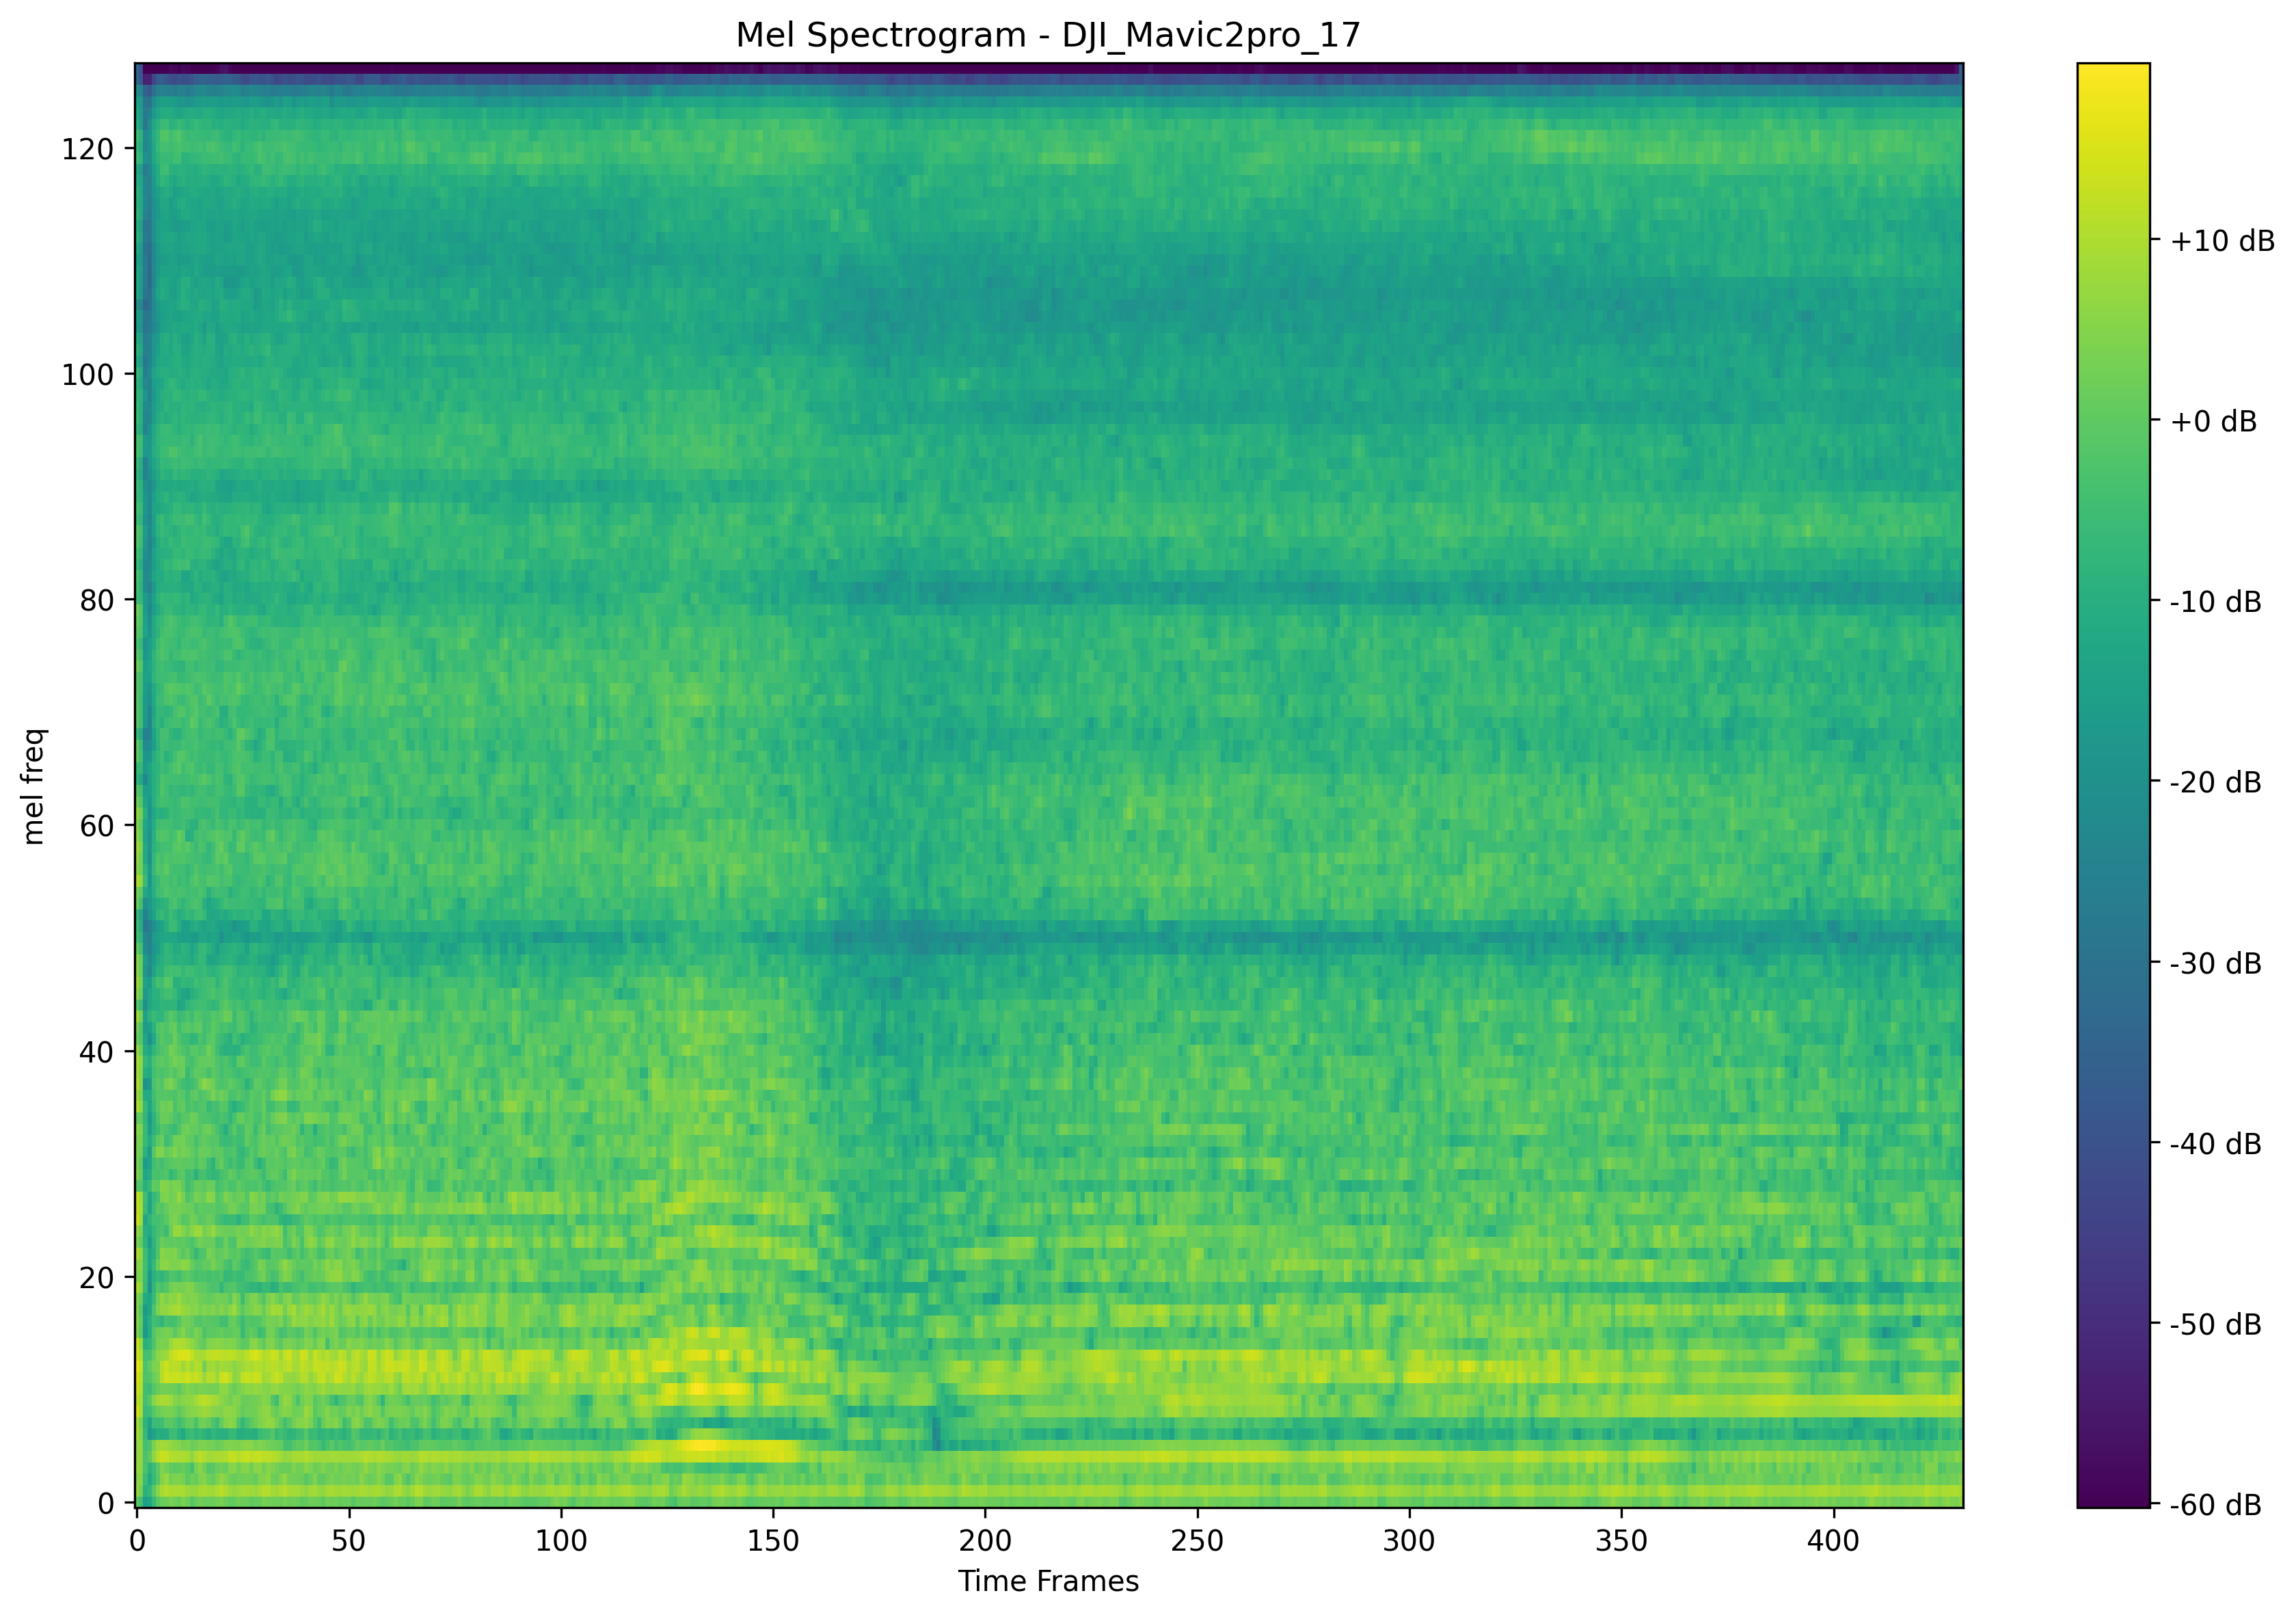 Mel Spectrogram - DJI_Mavic2pro_17
mel freq
120
100
80
60
40
20
0
0 50 100 150 200 250 300 350 400
Time Frames
+10 dB
+0 dB
-10 dB
-20 dB
-30 dB
-40 dB
-50 dB
-60 dB